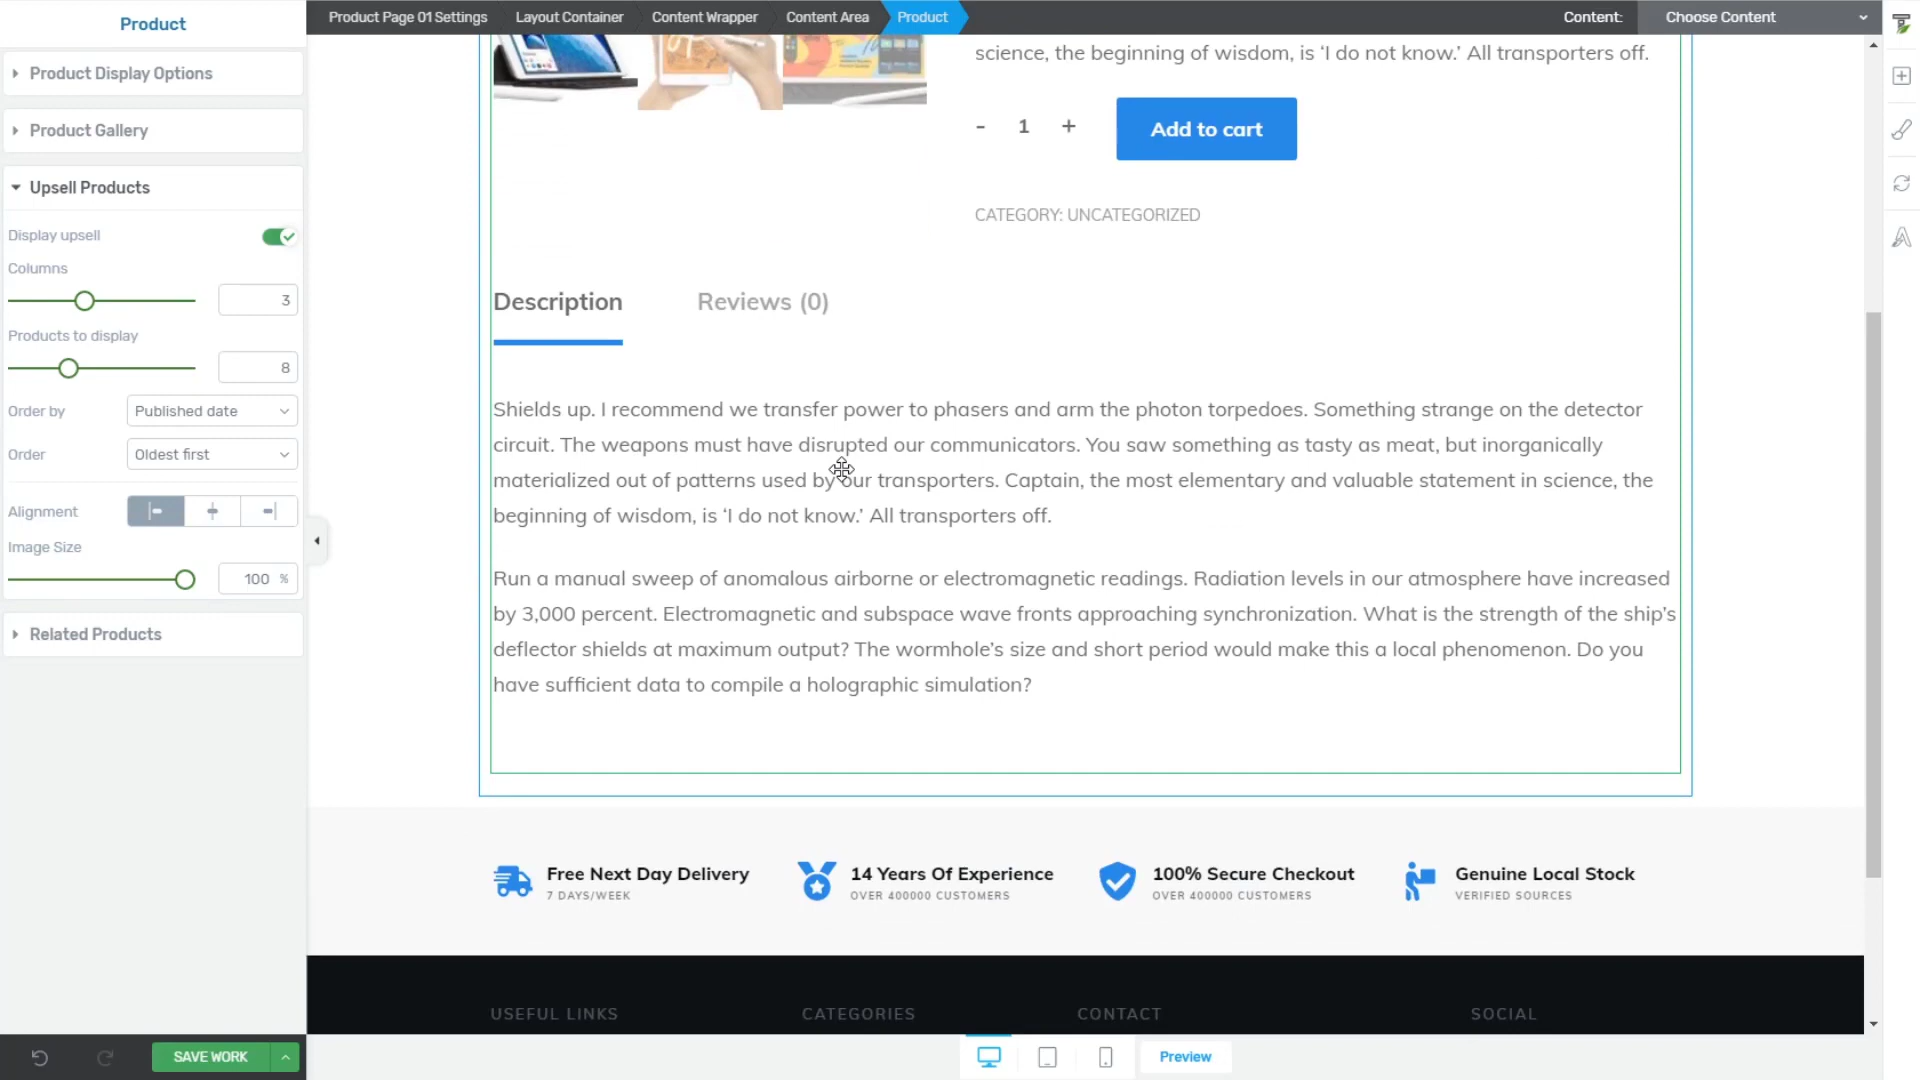 Product
Product Page 01 Settings
Layout Container
Content Wrapper
Content Area
Product
Content:
Choose Content
Product Display Options
Product Gallery
Upsell Products
Display upsell
Columns
3
Products to display
8
Order by
Published date
Order
Oldest first
Alignment
Image Size
100 %
Related Products
SAVE WORK
science, the beginning of wisdom, is ‘I do not know.’ All transporters off.
- 1 +
Add to cart
CATEGORY: UNCATEGORIZED
Description
Reviews (0)
Shields up. I recommend we transfer power to phasers and arm the photon torpedoes. Something strange on the detector
circuit. The weapons must have disrupted our communicators. You saw something as tasty as meat, but inorganically
materialized out of patterns used by our transporters. Captain, the most elementary and valuable statement in science, the
beginning of wisdom, is ‘I do not know.’ All transporters off.
Run a manual sweep of anomalous airborne or electromagnetic readings. Radiation levels in our atmosphere have increased
by 3,000 percent. Electromagnetic and subspace wave fronts approaching synchronization. What is the strength of the ship’s
deflector shields at maximum output? The wormhole’s size and short period would make this a local phenomenon. Do you
have sufficient data to compile a holographic simulation?
Free Next Day Delivery
7 DAYS/WEEK
14 Years Of Experience
OVER 400000 CUSTOMERS
100% Secure Checkout
OVER 400000 CUSTOMERS
Genuine Local Stock
VERIFIED SOURCES
USEFUL LINKS
CATEGORIES
CONTACT
SOCIAL
Preview